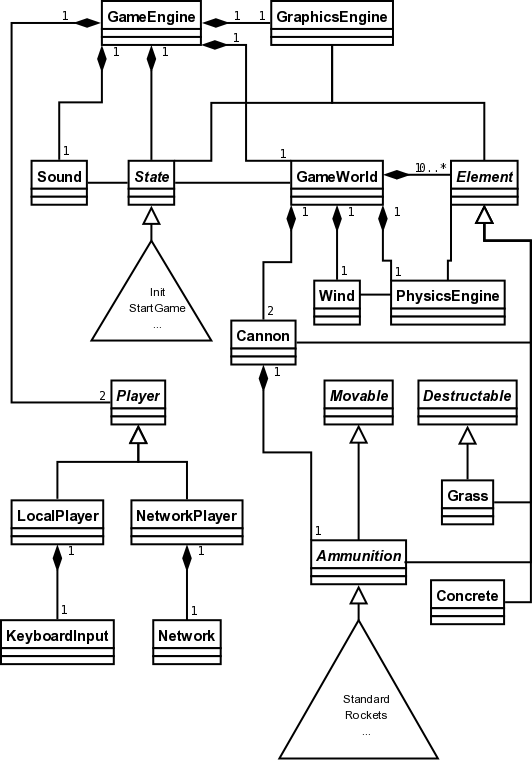 GameEngine
GraphicsEngine
1
1
1
1
1
1
1
1
Sound
State
GameWorld
10..*
Element
1
1
1
Init
StartGame
...
1
1
Wind
PhysicsEngine
2
Cannon
1
2
Player
Movable
Destructable
LocalPlayer
NetworkPlayer
Grass
1
1
1
Ammunition
Concrete
1
1
KeyboardInput
Network
Standard
Rockets
...